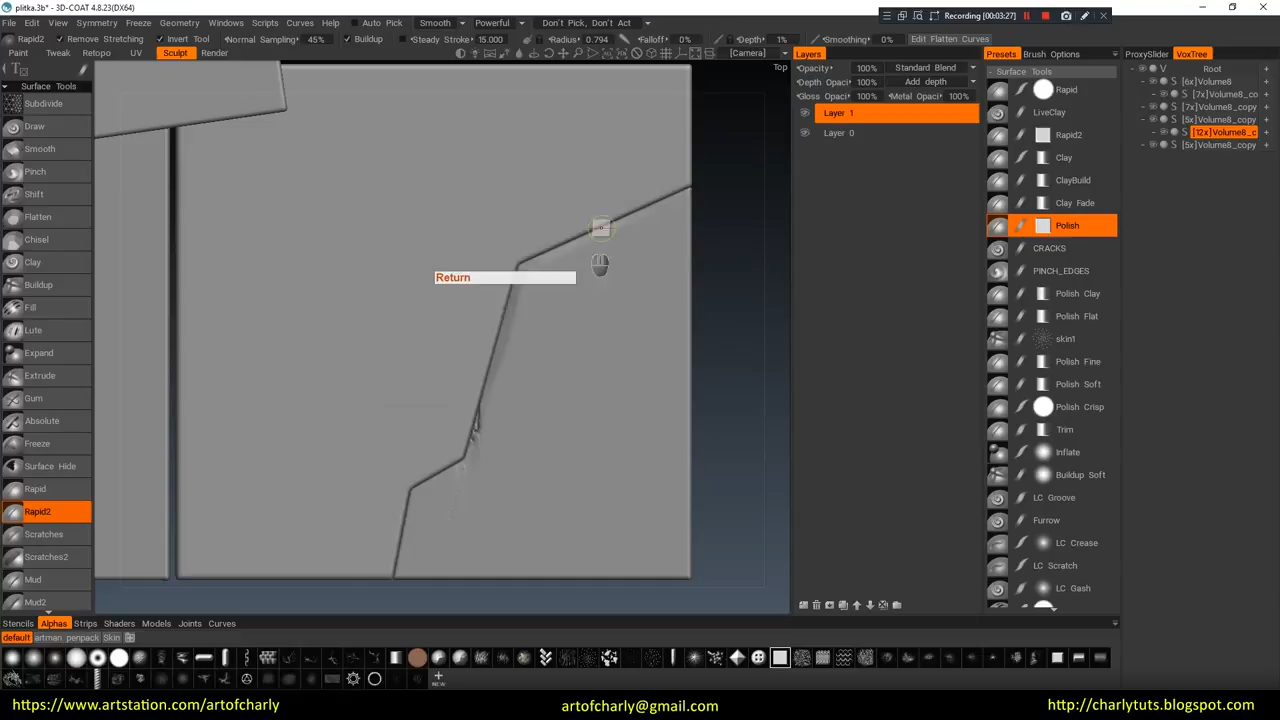 plitka.3b* - 3D-COAT 4.8.23(DX64)
Recording [00:03:27]
File Edit View Symmetry Freeze Geometry Windows Scripts Curves Help Auto Pick Smooth Powerful Don't Pick, Don't Act
Rapid2 Remove Stretching Invert Tool Normal Sampling 45% Buildup Steady Stroke 15.000 Radius 0.794 Falloff 0% Depth 1% Smoothing 0% Edit Flatten Curves
Paint Tweak Retopo UV Sculpt Render
[Camera]
Surface Tools
Subdivide
Draw
Smooth
Pinch
Shift
Flatten
Chisel
Clay
Buildup
Fill
Lute
Expand
Extrude
Gum
Absolute
Freeze
Surface Hide
Rapid
Rapid2
Scratches
Scratches2
Mud
Mud2
Top
Return
Layers
Opacity 100% Standard Blend
Depth Opaci 100% Add depth
Gloss Opaci 100% Metal Opaci 100%
Layer 1
Layer 0
Presets Brush Options
Surface Tools
Rapid
LiveClay
Rapid2
Clay
ClayBuild
Clay Fade
Polish
CRACKS
PINCH_EDGES
Polish Clay
Polish Flat
skin1
Polish Fine
Polish Soft
Polish Crisp
Trim
Inflate
Buildup Soft
LC Groove
Furrow
LC Crease
LC Scratch
LC Gash
ProxySlider VoxTree
V Root +
S [6x]Volume8 +
S [7x]Volume8_co +
S [7x]Volume8_copy +
S [5x]Volume8_copy +
S [12x]Volume8_c +
S [5x]Volume8_copy +
Stencils Alphas Strips Shaders Models Joints Curves
default artman penpack Skin
https://www.artstation.com/artofcharly
artofcharly@gmail.com
http://charlytuts.blogspot.com